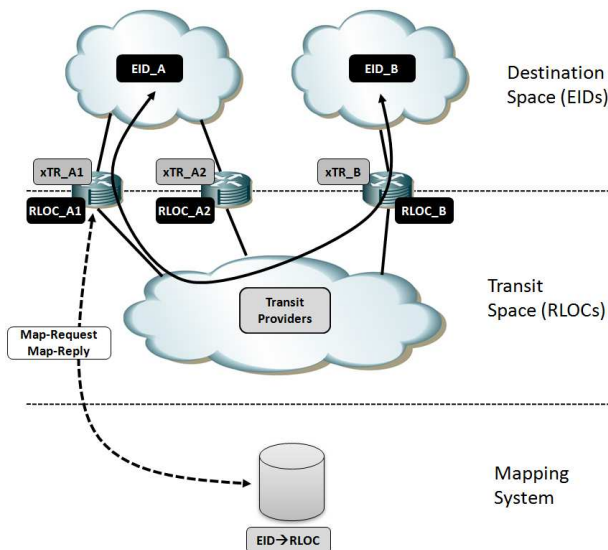 EID_A
EID_B
Destination
Space (EIDs)
xTR_A1
xTR_A2
xTR_B
RLOC_A1
RLOC_A2
RLOC_B
Transit
Providers
Transit
Space (RLOCs)
Map-Request
Map-Reply
Mapping
System
EID→RLOC